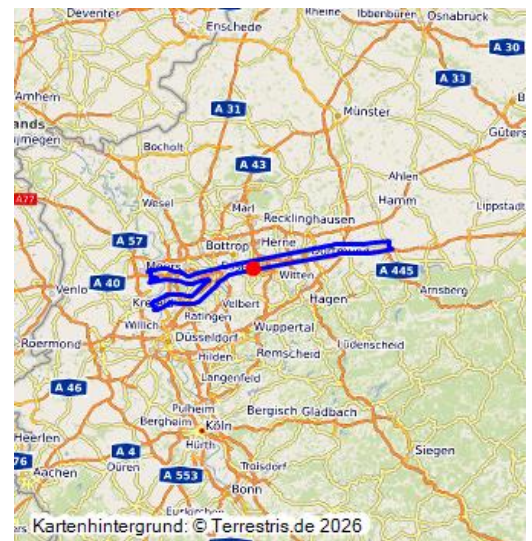 Deventer
Rheine
Ibbenbüren
Osnabrück
Enschede
A 30
A 33
Arnhem
A 31
Münster
Bocholt
A 43
Ahlen
Hamm
Lippstadt
A77
Wesel
Marl
Recklinghausen
A 57
Bottrop
Herne
Moers
A 445
Venlo
A 40
Witten
Arnsberg
Velbert
Hagen
Willich
Ratingen
Wuppertal
Roermond
Düsseldorf
Lüdenscheid
Hilden
Remscheid
A 46
Langenfeld
Pulheim
Bergisch Gladbach
Bergheim
Köln
Heerlen
A 4
Hürth
Siegen
76
Düren
Troisdorf
Aachen
A 553
Bonn
Kartenhintergrund: © Terrestris.de 2026